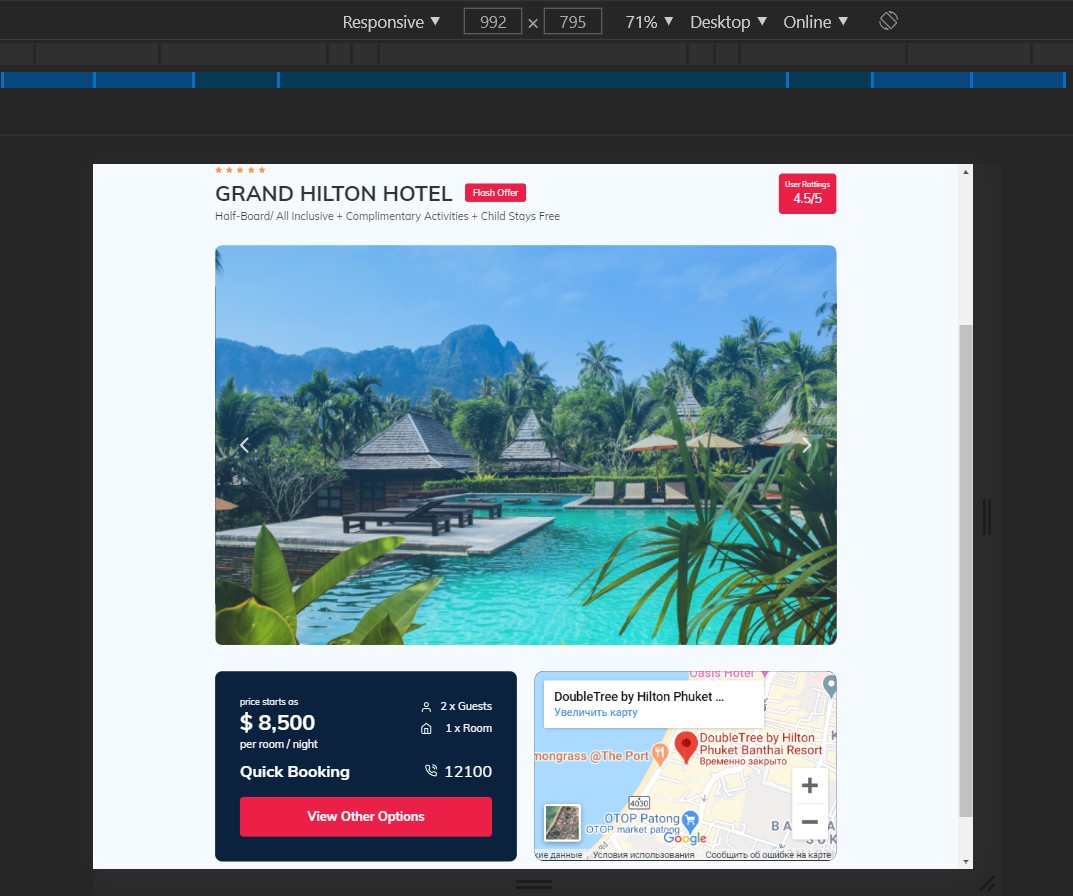 Responsive ▼ 992 × 795 71% ▼ Desktop ▼ Online ▼
GRAND HILTON HOTEL
Flash Offer
Half-Board/ All Inclusive + Complimentary Activities + Child Stays Free
User Rattings
4.5/5
price starts as
$ 8,500
per room / night
2 x Guests
1 x Room
Quick Booking
12100
View Other Options
Oasis Hotel
DoubleTree by Hilton Phuket ...
Увеличить карту
DoubleTree by Hilton
Phuket Banthai Resort
Временно закрыто
mongrass @The Port
4030
OTOP Patong
OTOP market patong
Google
кие данные
Условия использования
Сообщить об ошибке на карте